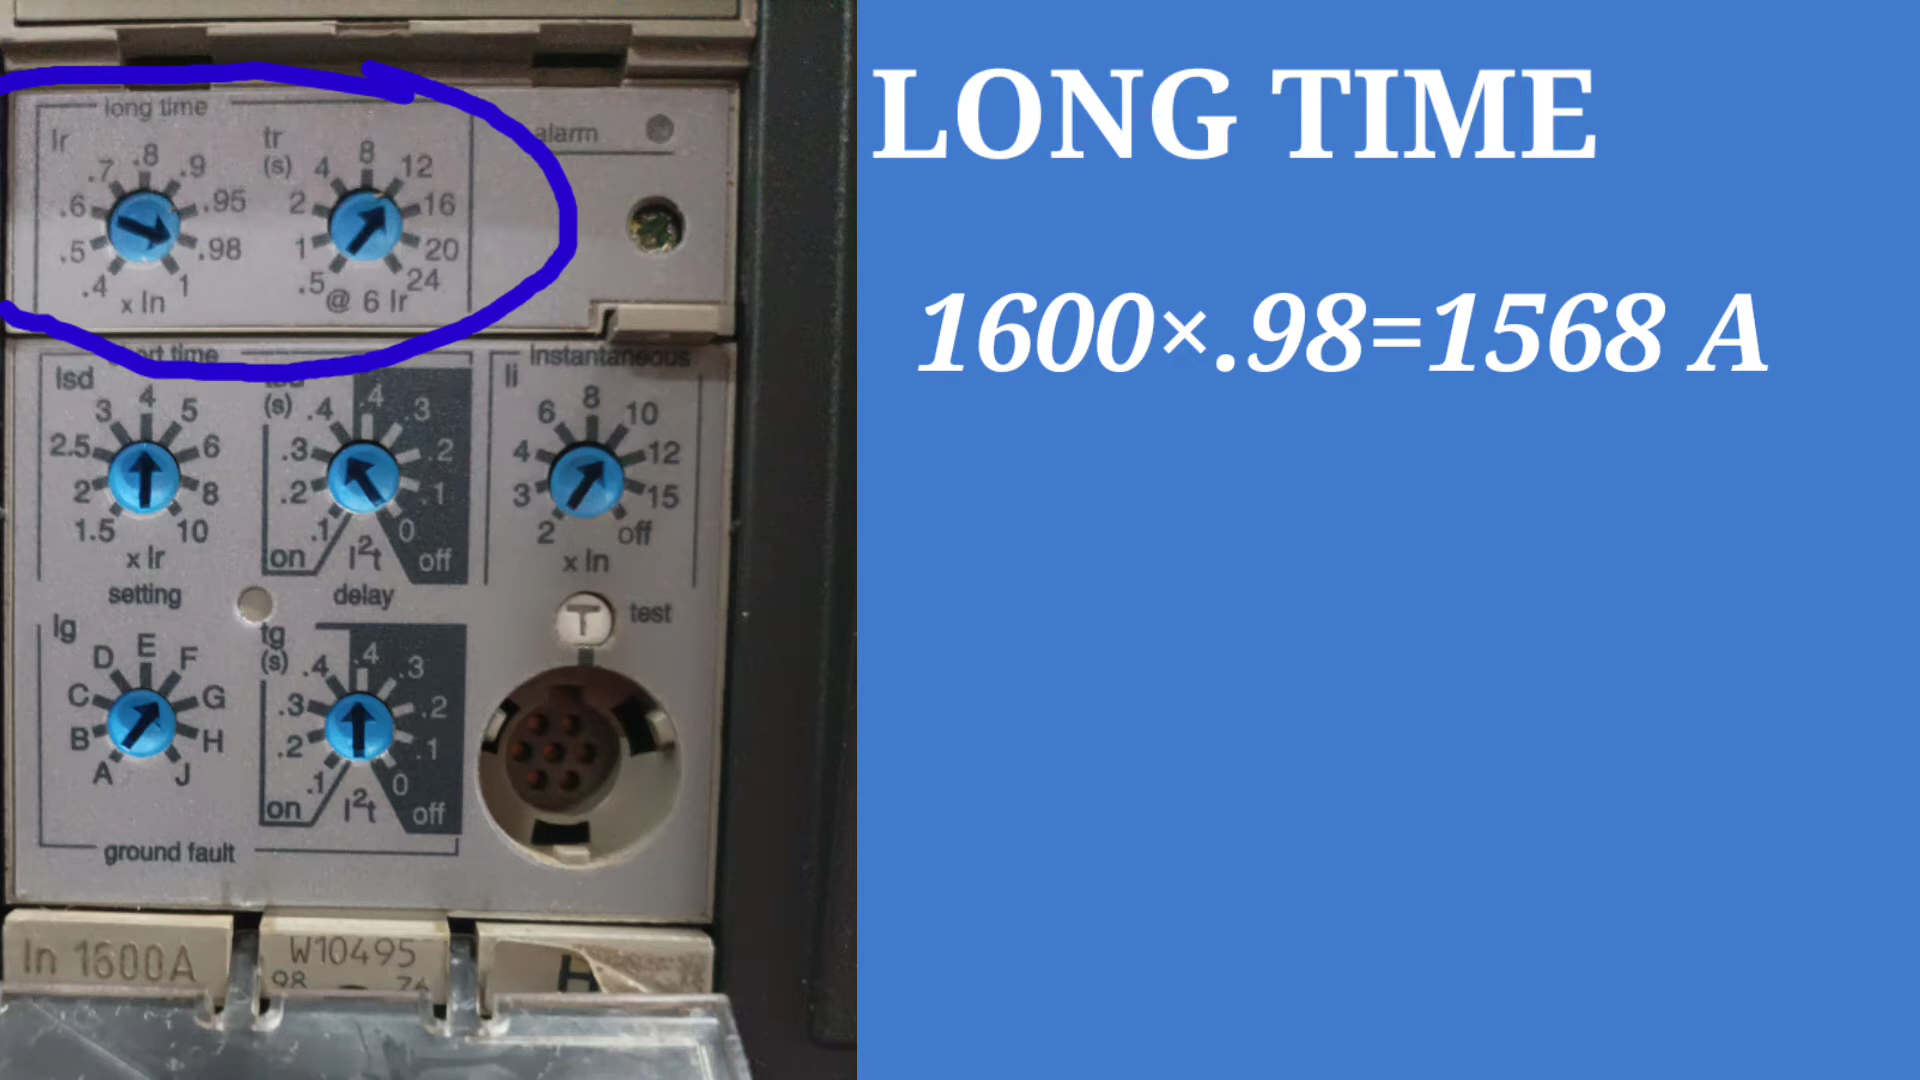 LONG TIME
1600×.98=1568 A
long time
Ir
.4
.5
.6
.7
.8
.9
.95
.98
1
x In
tr
(s)
.5
1
2
4
8
12
16
20
24
@ 6 Ir
alarm
time
Isd
1.5
2
2.5
3
4
5
6
8
10
x Ir
setting
(s)
.1
.2
.3
.4
.4
.3
.2
.1
0
on
I²t
off
delay
Instantaneous
Ii
2
3
4
6
8
10
12
15
off
x In
T
test
Ig
A
B
C
D
E
F
G
H
J
tg
(s)
.1
.2
.3
.4
.4
.3
.2
.1
0
on
I²t
off
ground fault
In 1600A
W10495